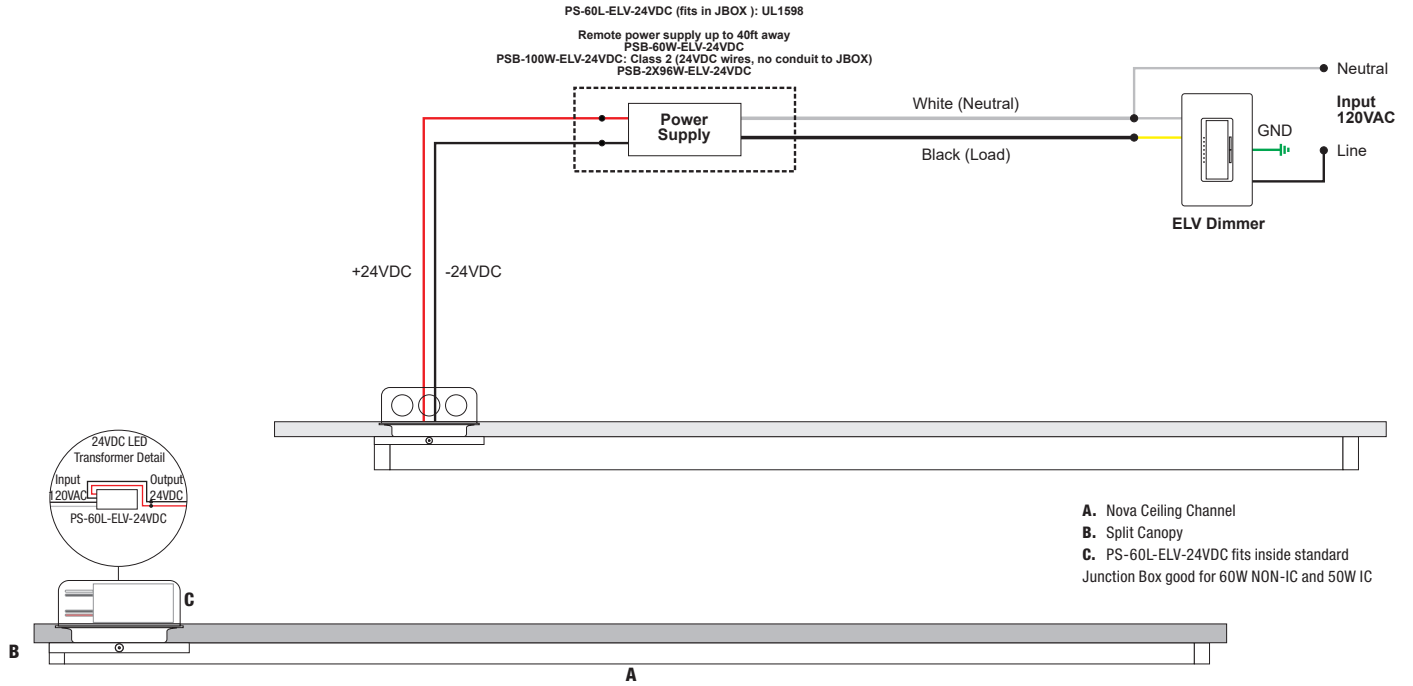 PS-60L-ELV-24VDC (fits in JBOX ): UL1598
Remote power supply up to 40ft away
PSB-60W-ELV-24VDC
PSB-100W-ELV-24VDC: Class 2 (24VDC wires, no conduit to JBOX)
PSB-2X96W-ELV-24VDC
Power
Supply
White (Neutral)
Black (Load)
Neutral
Input
120VAC
GND
Line
ELV Dimmer
+24VDC
-24VDC
24VDC LED
Transformer Detail
Input
Output
120VAC
24VDC
PS-60L-ELV-24VDC
A. Nova Ceiling Channel
B. Split Canopy
C. PS-60L-ELV-24VDC fits inside standard
Junction Box good for 60W NON-IC and 50W IC
C
B
A